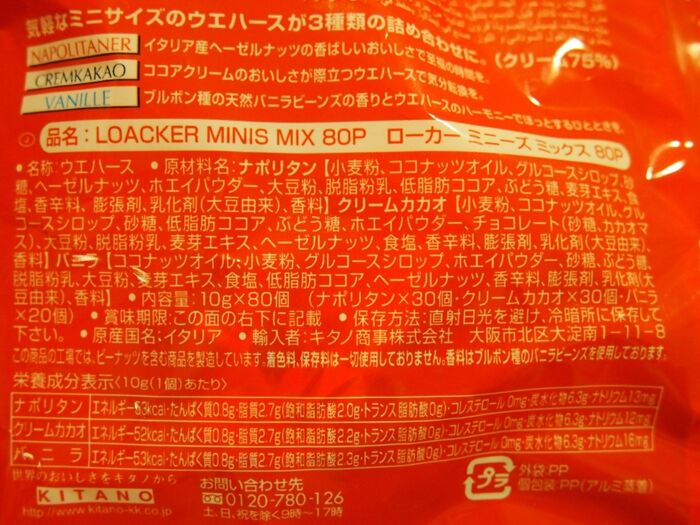 気軽なミニサイズのウエハースが3種類の詰め合わせに。
NAPOLITANER イタリア産ヘーゼルナッツの香ばしいおいしさで至福の時間を。(クリーム75%)
CREMKAKAO ココアクリームのおいしさが際立つウエハースで気分転換を。
VANILLE ブルボン種の天然バニラビーンズの香りとウエハースのハーモニーでほっとするひとときを。
品名:LOACKER MINIS MIX 80P ローカー ミニーズ ミックス 80P
●名称:ウエハース ●原材料名:ナポリタン【小麦粉、ココナッツオイル、グルコースシロップ、砂
糖、ヘーゼルナッツ、ホエイパウダー、大豆粉、脱脂粉乳、低脂肪ココア、ぶどう糖、麦芽エキス、食
塩、香辛料、膨張剤、乳化剤(大豆由来)、香料】クリームカカオ【小麦粉、ココナッツオイル、グル
コースシロップ、砂糖、低脂肪ココア、ぶどう糖、ホエイパウダー、チョコレート(砂糖、カカオマ
ス)、大豆粉、脱脂粉乳、麦芽エキス、ヘーゼルナッツ、食塩、香辛料、膨張剤、乳化剤(大豆由来)、
香料】バニラ【ココナッツオイル、小麦粉、グルコースシロップ、ホエイパウダー、砂糖、ぶどう糖、
脱脂粉乳、大豆粉、麦芽エキス、食塩、低脂肪ココア、ヘーゼルナッツ、香辛料、膨張剤、乳化剤(大
豆由来)、香料】 ●内容量:10g×80個 (ナポリタン×30個・クリームカカオ×30個・バニラ
×20個) ●賞味期限:この面の右下に記載 ●保存方法:直射日光を避け、冷暗所に保存して
下さい。 ●原産国名:イタリア ●輸入者:キタノ商事株式会社 大阪市北区大淀南1-11-8
この商品の工場では、ピーナッツを含む商品を製造しています。着色料、保存料は一切使用しておりません。香料はブルボン種のバニラビーンズを使用しております。
栄養成分表示〈10g(1個)あたり〉
ナポリタン エネルギー53kcal・たんぱく質0.8g・脂質2.7g(飽和脂肪酸2.0g・トランス脂肪酸0g)・コレステロール0mg・炭水化物6.3g・ナトリウム13mg
クリームカカオ エネルギー52kcal・たんぱく質0.8g・脂質2.7g(飽和脂肪酸2.2g・トランス脂肪酸0g)・コレステロール0mg・炭水化物6.3g・ナトリウム12mg
バニラ エネルギー53kcal・たんぱく質0.8g・脂質2.7g(飽和脂肪酸2.3g・トランス脂肪酸0g)・コレステロール0mg・炭水化物6.3g・ナトリウム16mg
世界のおいしさをキタノから
KITANO
http://www.kitano-kk.co.jp
お問い合わせ先
0120-780-126
土、日、祝を除く9〜17時
プラ
外袋:PP
個包装:PP(アルミ蒸着)